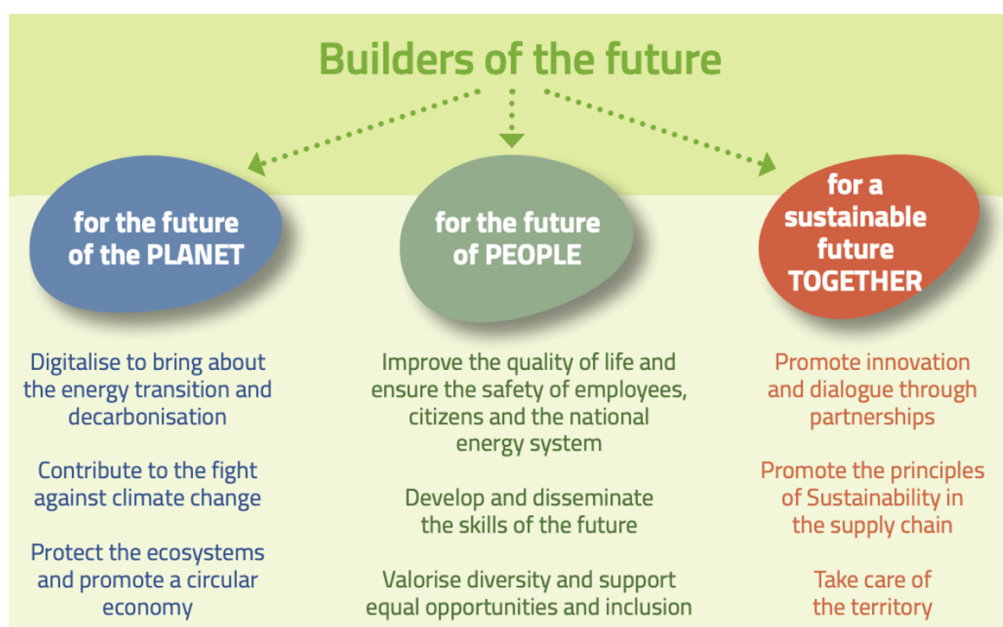 Builders of the future
for the future
of the PLANET
Digitalise to bring about
the energy transition and
decarbonisation
Contribute to the fight
against climate change
Protect the ecosystems
and promote a circular
economy
for the future
of PEOPLE
Improve the quality of life and
ensure the safety of employees,
citizens and the national
energy system
Develop and disseminate
the skills of the future
Valorise diversity and support
equal opportunities and inclusion
for a
sustainable
future
TOGETHER
Promote innovation
and dialogue through
partnerships
Promote the principles
of Sustainability in
the supply chain
Take care of
the territory